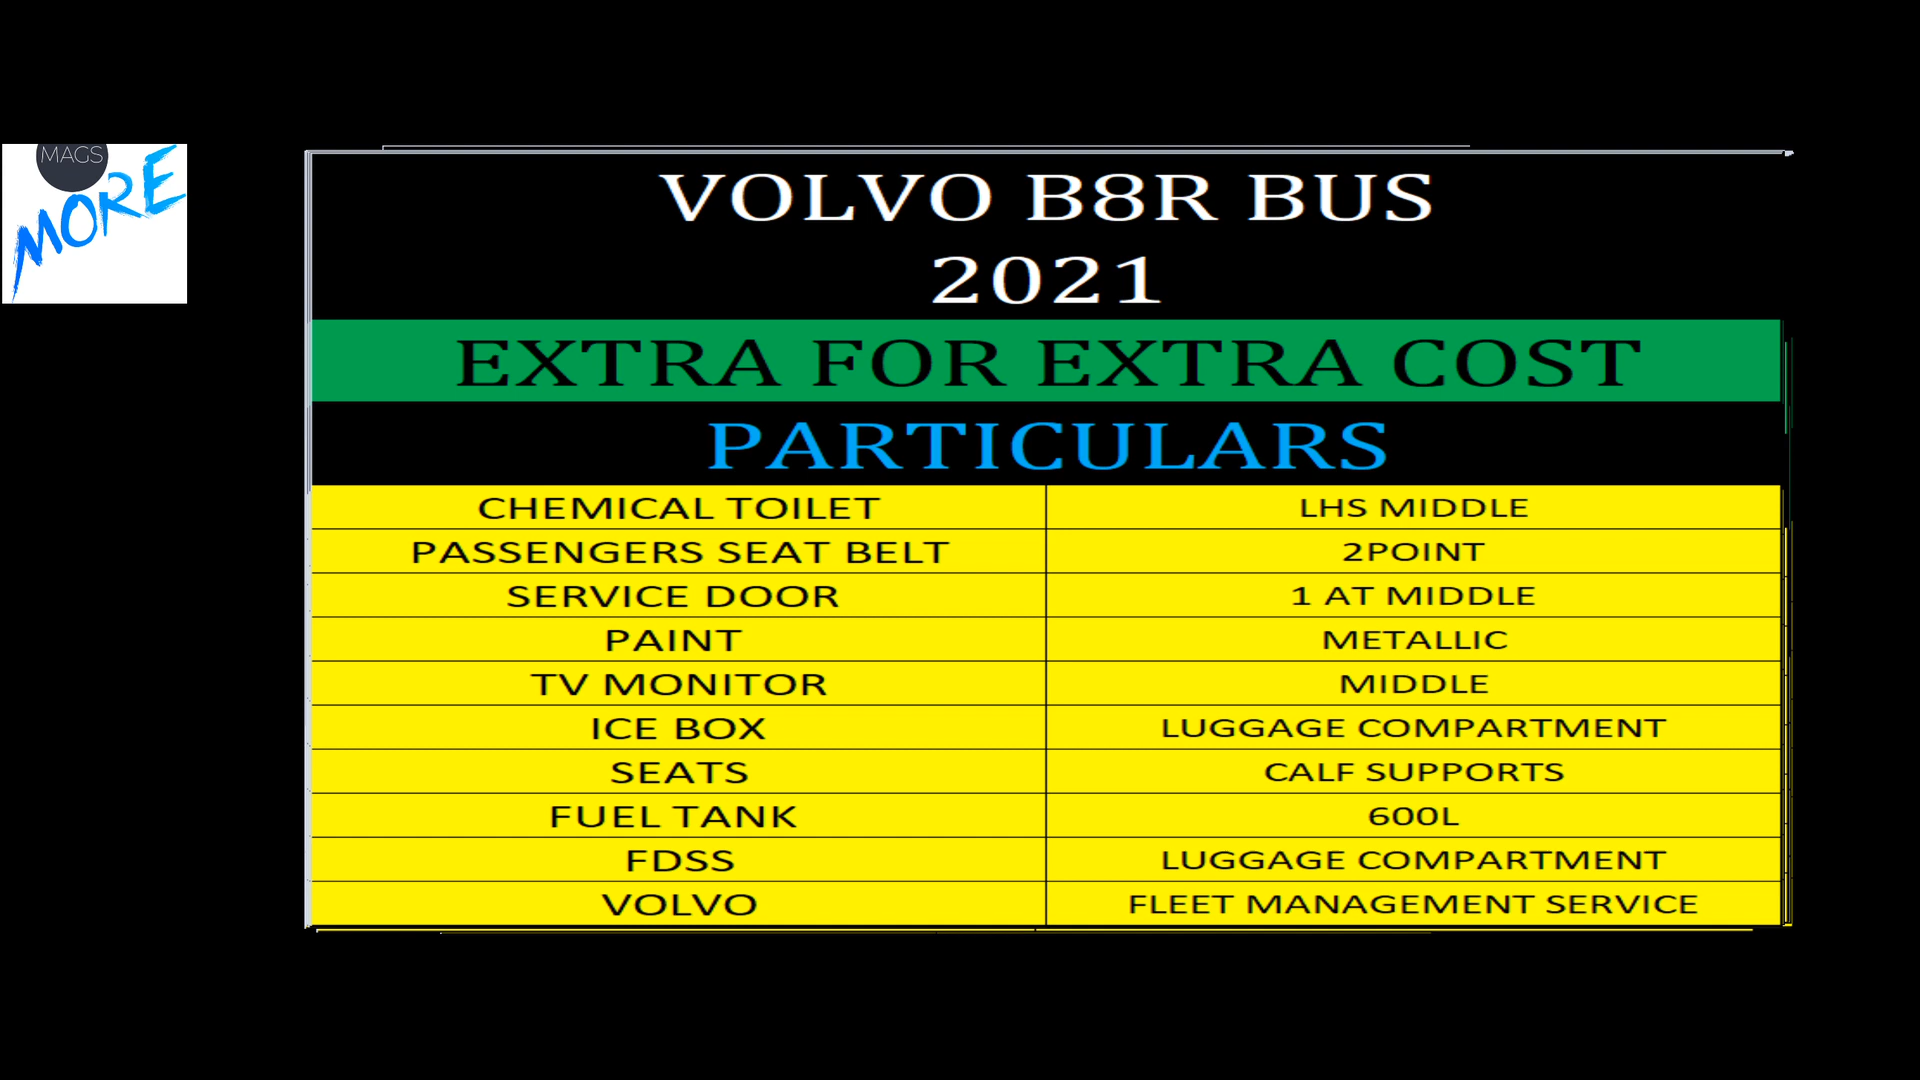 MAGS
MORE
VOLVO B8R BUS
2021
EXTRA FOR EXTRA COST
PARTICULARS
CHEMICAL TOILET LHS MIDDLE
PASSENGERS SEAT BELT 2POINT
SERVICE DOOR 1 AT MIDDLE
PAINT METALLIC
TV MONITOR MIDDLE
ICE BOX LUGGAGE COMPARTMENT
SEATS CALF SUPPORTS
FUEL TANK 600L
FDSS LUGGAGE COMPARTMENT
VOLVO FLEET MANAGEMENT SERVICE